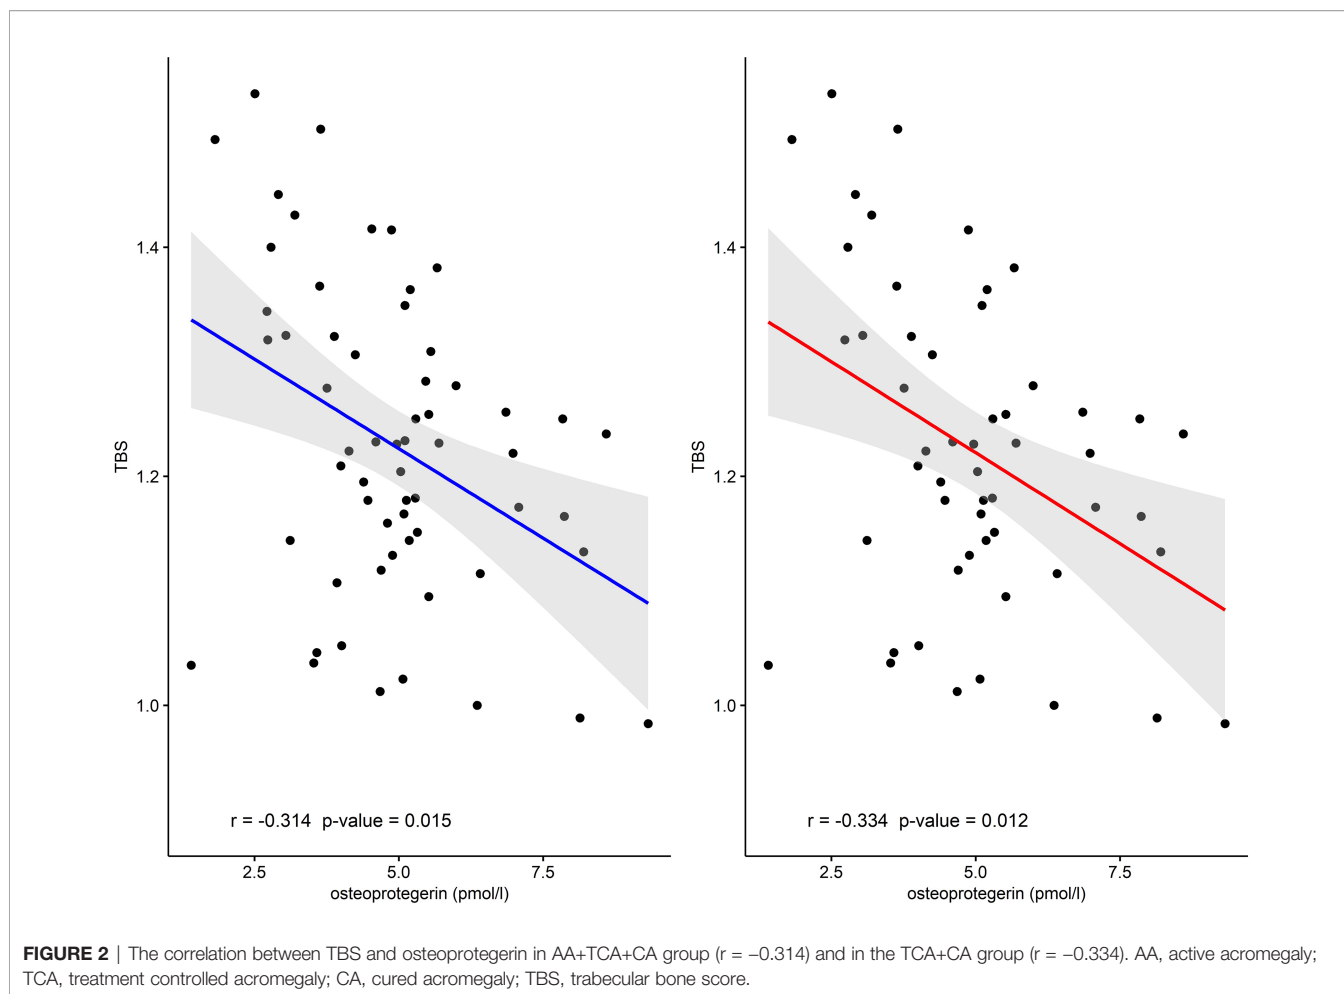 TBS
1.4
1.2
1.0
r = -0.314 p-value = 0.015
2.5 5.0 7.5
osteoprotegerin (pmol/l)
TBS
1.4
1.2
1.0
r = -0.334 p-value = 0.012
2.5 5.0 7.5
osteoprotegerin (pmol/l)
FIGURE 2 | The correlation between TBS and osteoprotegerin in AA+TCA+CA group (r = −0.314) and in the TCA+CA group (r = −0.334). AA, active acromegaly;
TCA, treatment controlled acromegaly; CA, cured acromegaly; TBS, trabecular bone score.